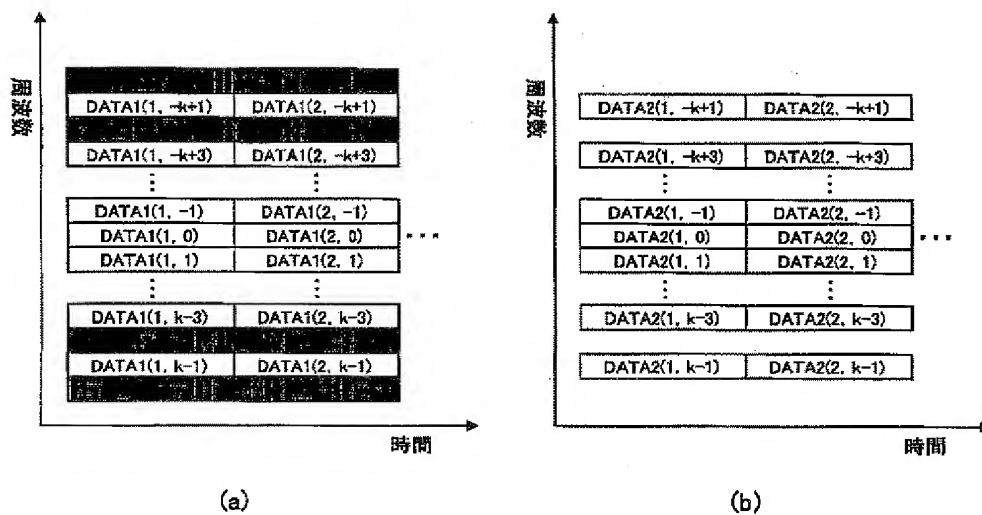 周波数
DATA1(1, -k+1) DATA1(2, -k+1)
DATA1(1, -k+3) DATA1(2, -k+3)
DATA1(1, -1) DATA1(2, -1)
DATA1(1, 0) DATA1(2, 0) ...
DATA1(1, 1) DATA1(2, 1)
DATA1(1, k-3) DATA1(2, k-3)
DATA1(1, k-1) DATA1(2, k-1)
時間
(a)
周波数
DATA2(1, -k+1) DATA2(2, -k+1)
DATA2(1, -k+3) DATA2(2, -k+3)
DATA2(1, -1) DATA2(2, -1)
DATA2(1, 0) DATA2(2, 0) ...
DATA2(1, 1) DATA2(2, 1)
DATA2(1, k-3) DATA2(2, k-3)
DATA2(1, k-1) DATA2(2, k-1)
時間
(b)